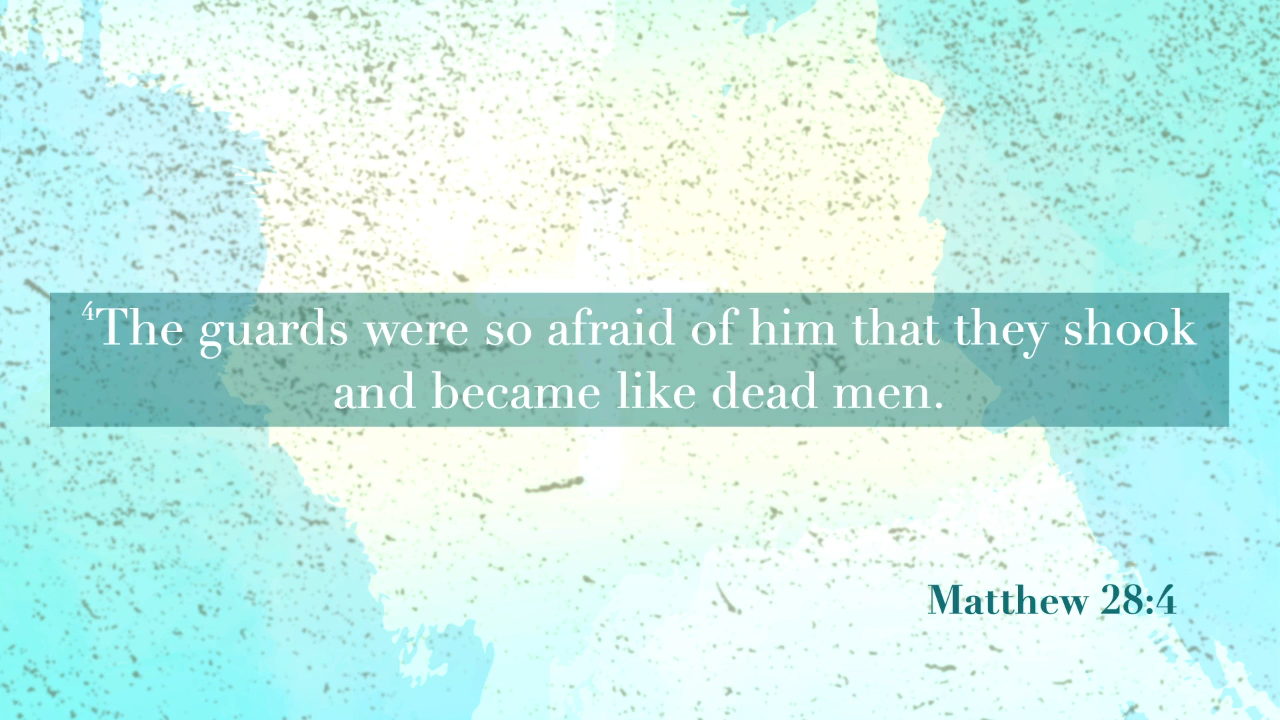 ⁴The guards were so afraid of him that they shook
and became like dead men.
Matthew 28:4